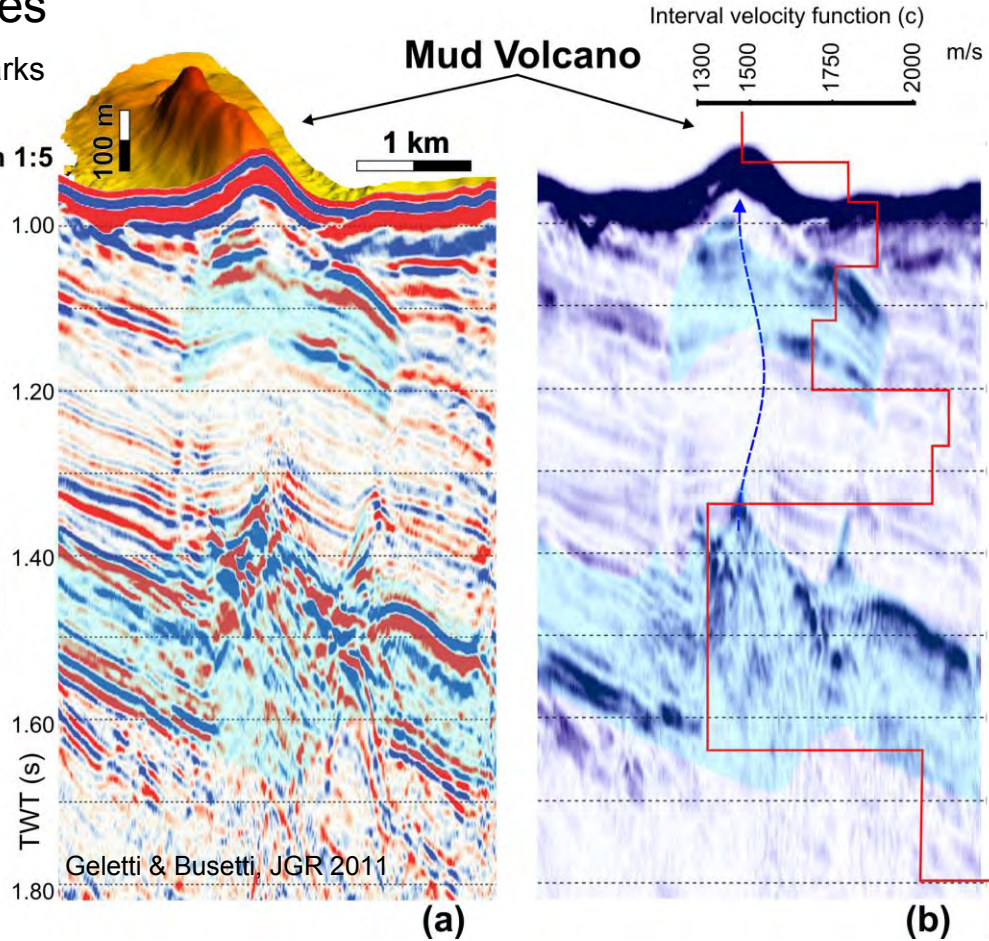 es
Interval velocity function (c)
arks
Mud Volcano
1300
1500
1750
2000
m/s
n 1:5
100 m
1 km
1.00
1.20
1.40
1.60
TWT (s)
Geletti & Busetti, JGR 2011
1.80
(a)
(b)